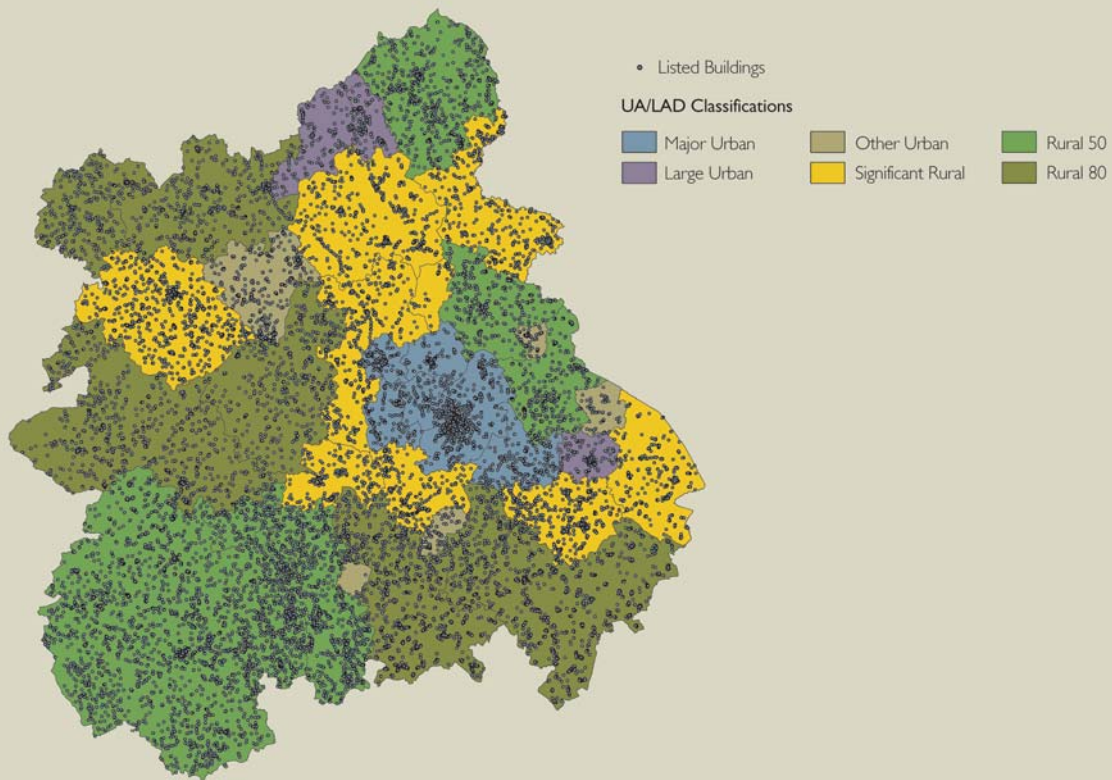 Listed Buildings
UA/LAD Classifications
Major Urban
Other Urban
Rural 50
Large Urban
Significant Rural
Rural 80